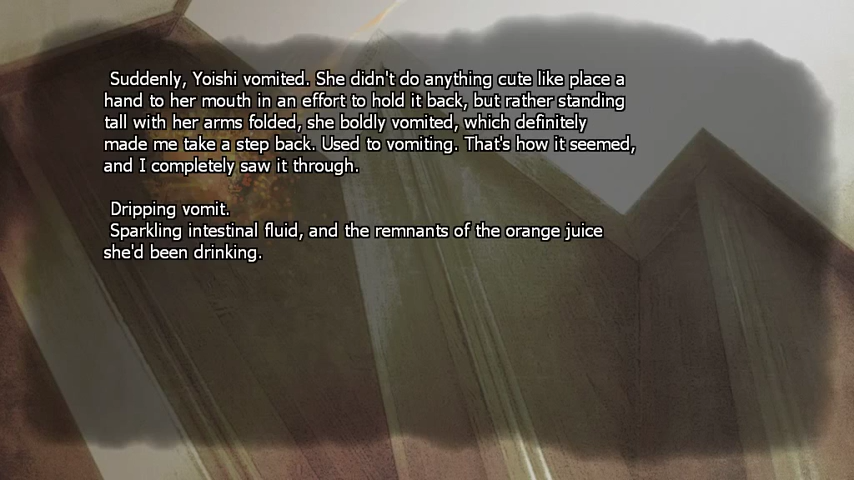 Suddenly, Yoishi vomited. She didn't do anything cute like place a
hand to her mouth in an effort to hold it back, but rather standing
tall with her arms folded, she boldly vomited, which definitely
made me take a step back. Used to vomiting. That's how it seemed,
and I completely saw it through.
Dripping vomit.
Sparkling intestinal fluid, and the remnants of the orange juice
she'd been drinking.